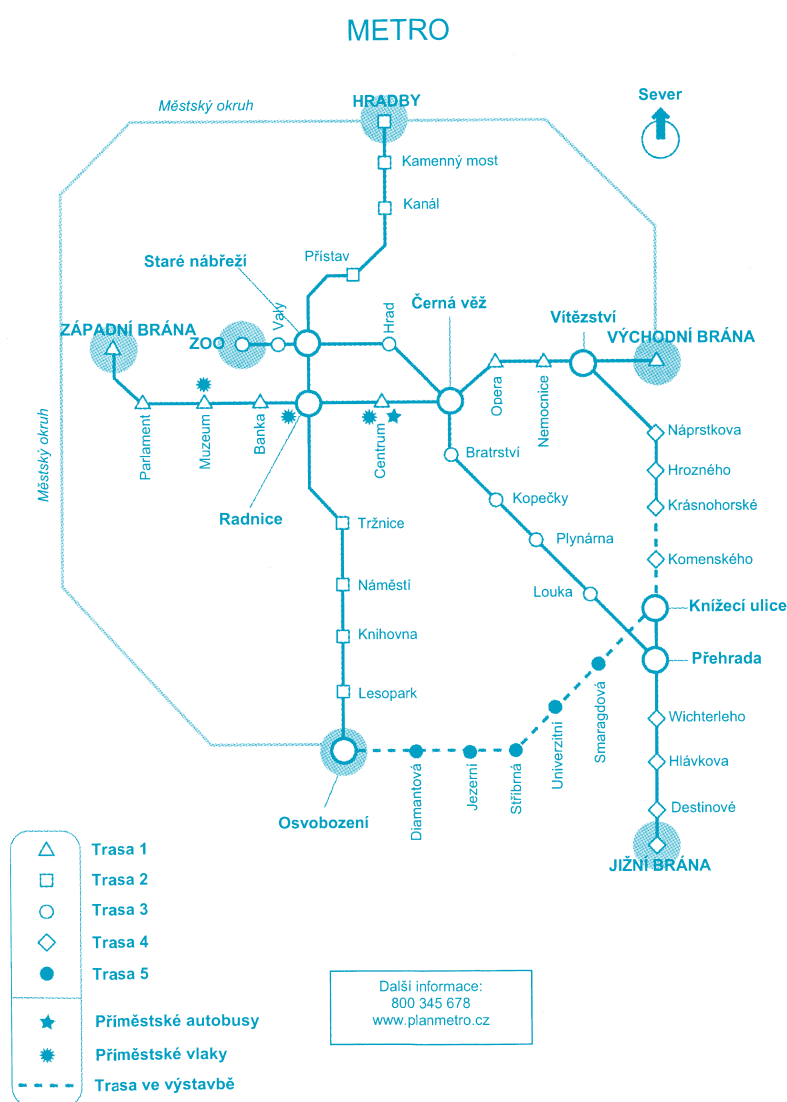 METRO
Městský okruh
HRADBY
Sever
Kamenný most
Kanál
Přístav
Staré nábřeží
Valy
Hrad
Černá věž
Vítězství
ZÁPADNÍ BRÁNA
ZOO
VÝCHODNÍ BRÁNA
Městský okruh
Parlament
Muzeum
Banka
Centrum
Opera
Nemocnice
Radnice
Náprstkova
Hrozného
Krásnohorské
Komenského
Bratrství
Kopečky
Plynárna
Louka
Knížecí ulice
Přehrada
Tržnice
Náměstí
Knihovna
Lesopark
Osvobození
Diamantová
Jezerní
Stříbrná
Univerzitní
Smaragdová
Wichterleho
Hlávkova
Destinové
JIŽNÍ BRÁNA
Trasa 1
Trasa 2
Trasa 3
Trasa 4
Trasa 5
Příměstské autobusy
Příměstské vlaky
Trasa ve výstavbě
Další informace:
800 345 678
www.planmetro.cz